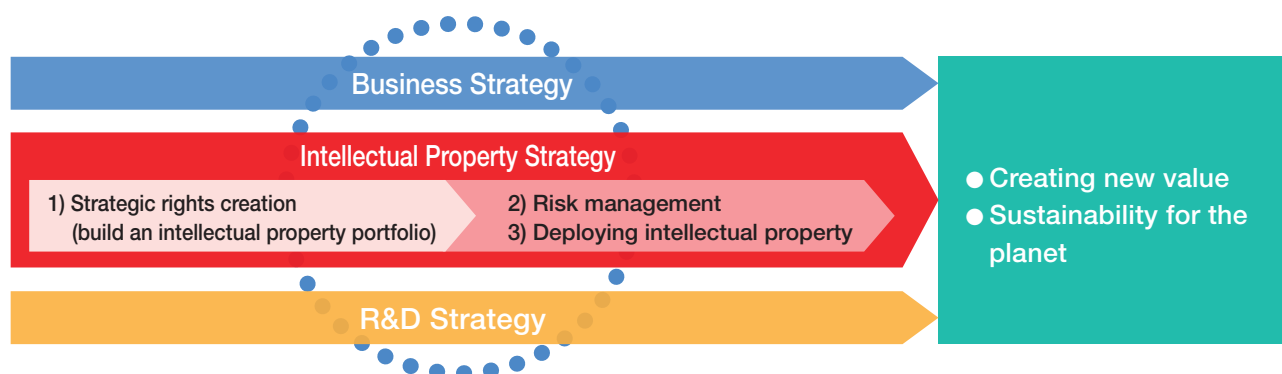 Business Strategy
Intellectual Property Strategy
1) Strategic rights creation
(build an intellectual property portfolio)
2) Risk management
3) Deploying intellectual property
R&D Strategy
● Creating new value
● Sustainability for the
planet